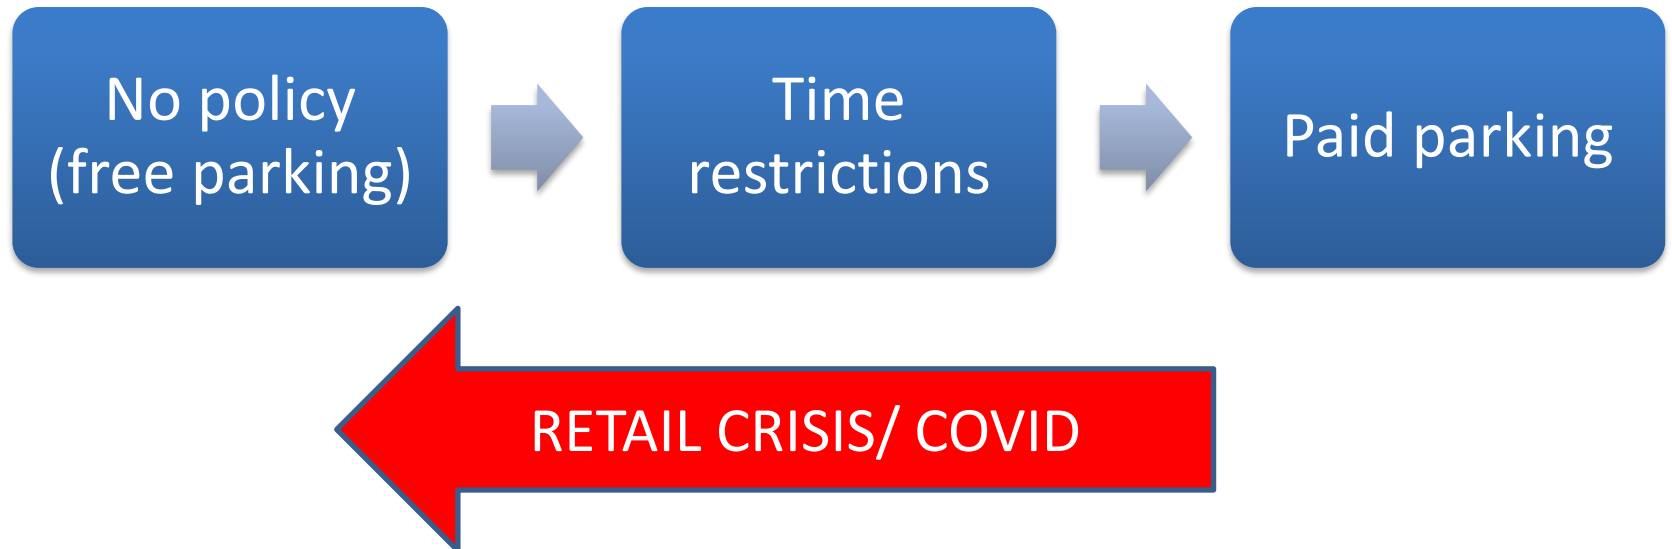 No policy
(free parking)
Time
restrictions
Paid parking
RETAIL CRISIS/ COVID